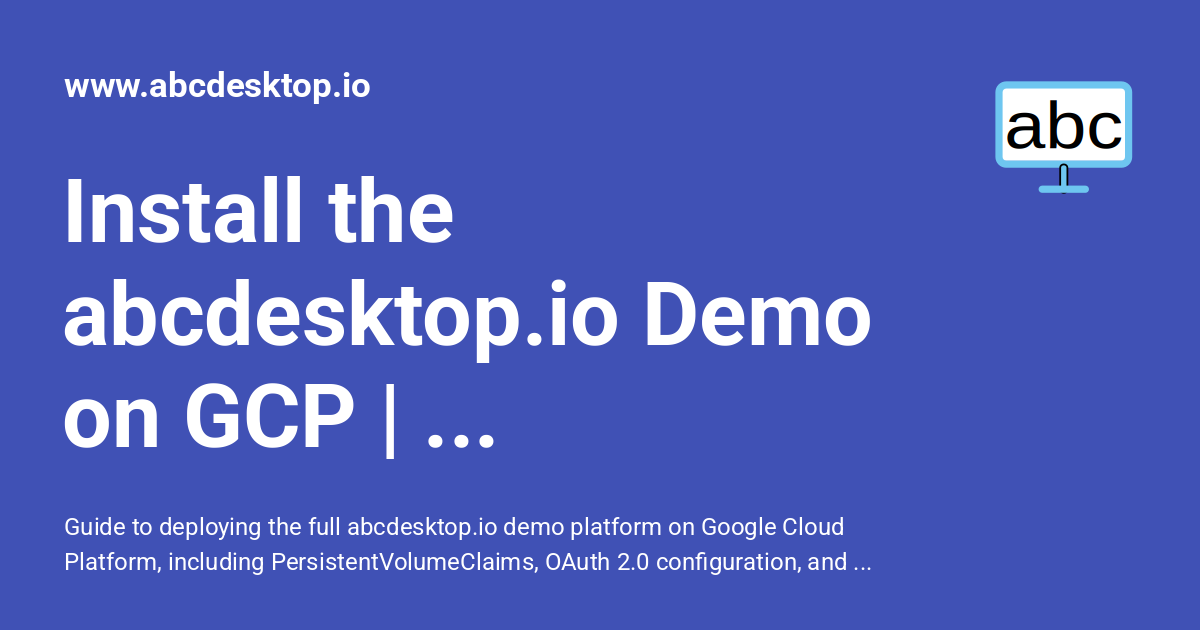 www.abcdesktop.io
abc
Install the
abcdesktop.io Demo
on GCP | ...
Guide to deploying the full abcdesktop.io demo platform on Google Cloud
Platform, including PersistentVolumeClaims, OAuth 2.0 configuration, and ...